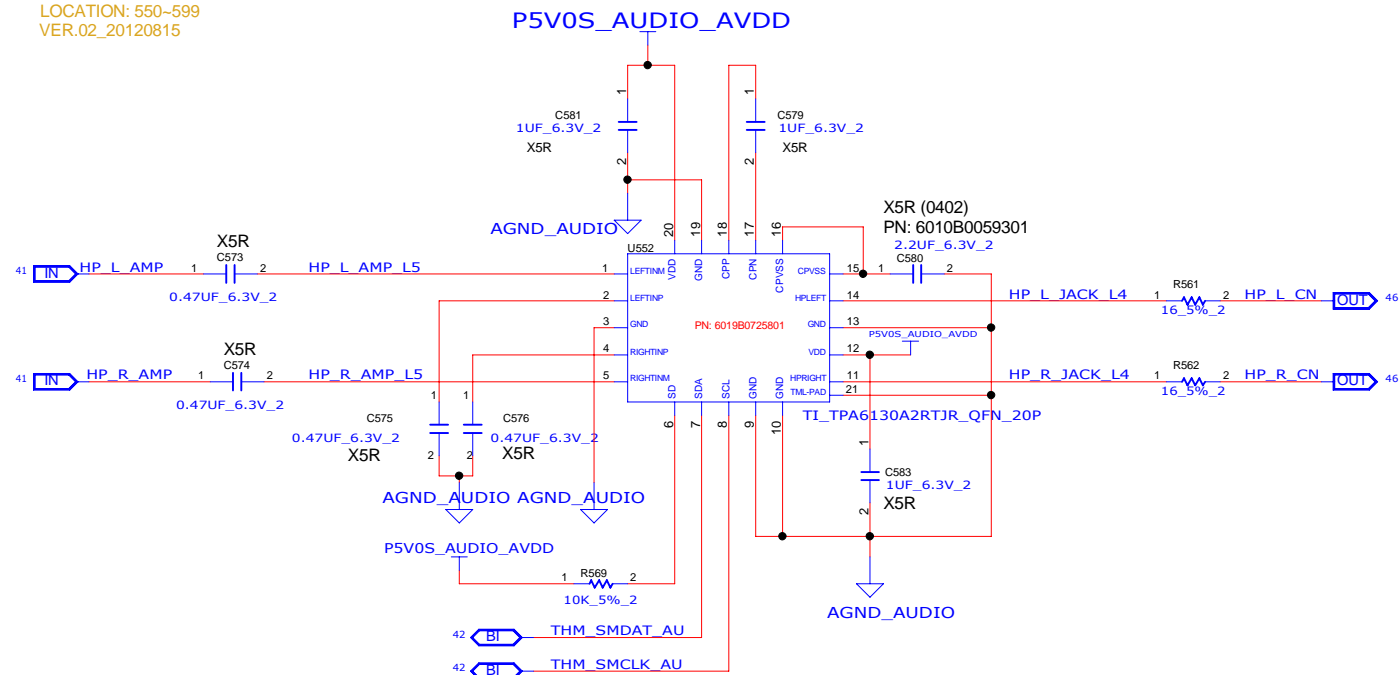 LOCATION: 550~599
VER.02_20120815
P5V0S_AUDIO_AVDD
1
C581
1UF_6.3V_2
X5R
2
1
C579
1UF_6.3V_2
X5R
2
AGND_AUDIO
20
19
18
17
16
X5R (0402)
PN: 6010B0059301
2.2UF_6.3V_2
1
C580
2
41
IN
HP_L_AMP
1
X5R
C573
2
0.47UF_6.3V_2
HP_L_AMP_L5
U552
1
LEFTINM
2
LEFTINP
3
GND
4
RIGHTINP
5
RIGHTINM
VDD
GND
CPP
CPN
CPVSS
PN: 6019B0725801
CPVSS
15
HPLEFT
14
GND
13
VDD
12
HPRIGHT
11
TML-PAD
21
SD
SDA
SCL
GND
GND
6
7
8
9
10
TI_TPA6130A2RTJR_QFN_20P
HP_L_JACK_L4
1
R561
2
16_5%_2
HP_L_CN
OUT
46
P5V0S_AUDIO_AVDD
HP_R_JACK_L4
1
R562
2
16_5%_2
HP_R_CN
OUT
46
41
IN
HP_R_AMP
1
X5R
C574
2
0.47UF_6.3V_2
HP_R_AMP_L5
1
C575
0.47UF_6.3V_2
X5R
2
1
C576
0.47UF_6.3V_2
X5R
2
AGND_AUDIO
AGND_AUDIO
1
C583
1UF_6.3V_2
X5R
2
AGND_AUDIO
P5V0S_AUDIO_AVDD
1
R569
2
10K_5%_2
42
BI
THM_SMDAT_AU
42
BI
THM_SMCLK_AU